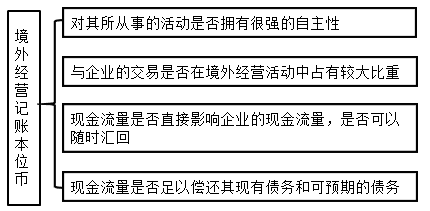 境外经营记账本位币
对其所从事的活动是否拥有很强的自主性
与企业的交易是否在境外经营活动中占有较大比重
现金流量是否直接影响企业的现金流量，是否可以
随时汇回
现金流量是否足以偿还其现有债务和可预期的债务